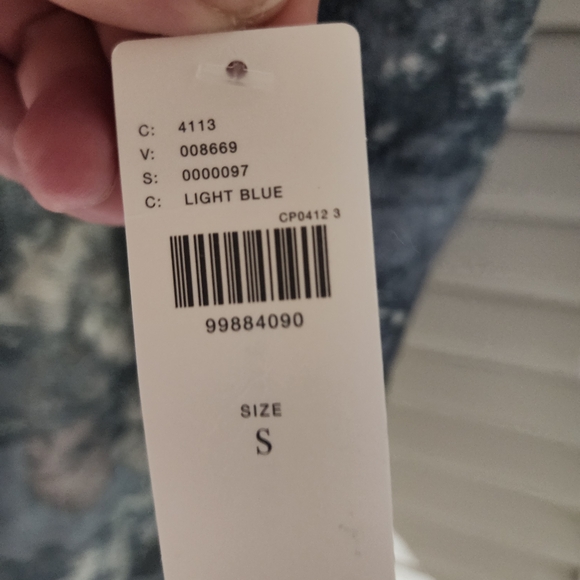 C: 4113
V: 008669
S: 0000097
C: LIGHT BLUE
CP0412 3
99884090
SIZE
S